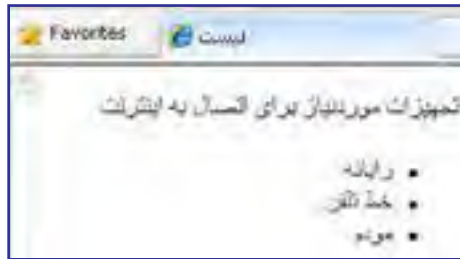 Favorites
لیست
تجهیزات موردنیاز برای اتصال به اینترنت
• رایانه
• خط تلفن
• مودم